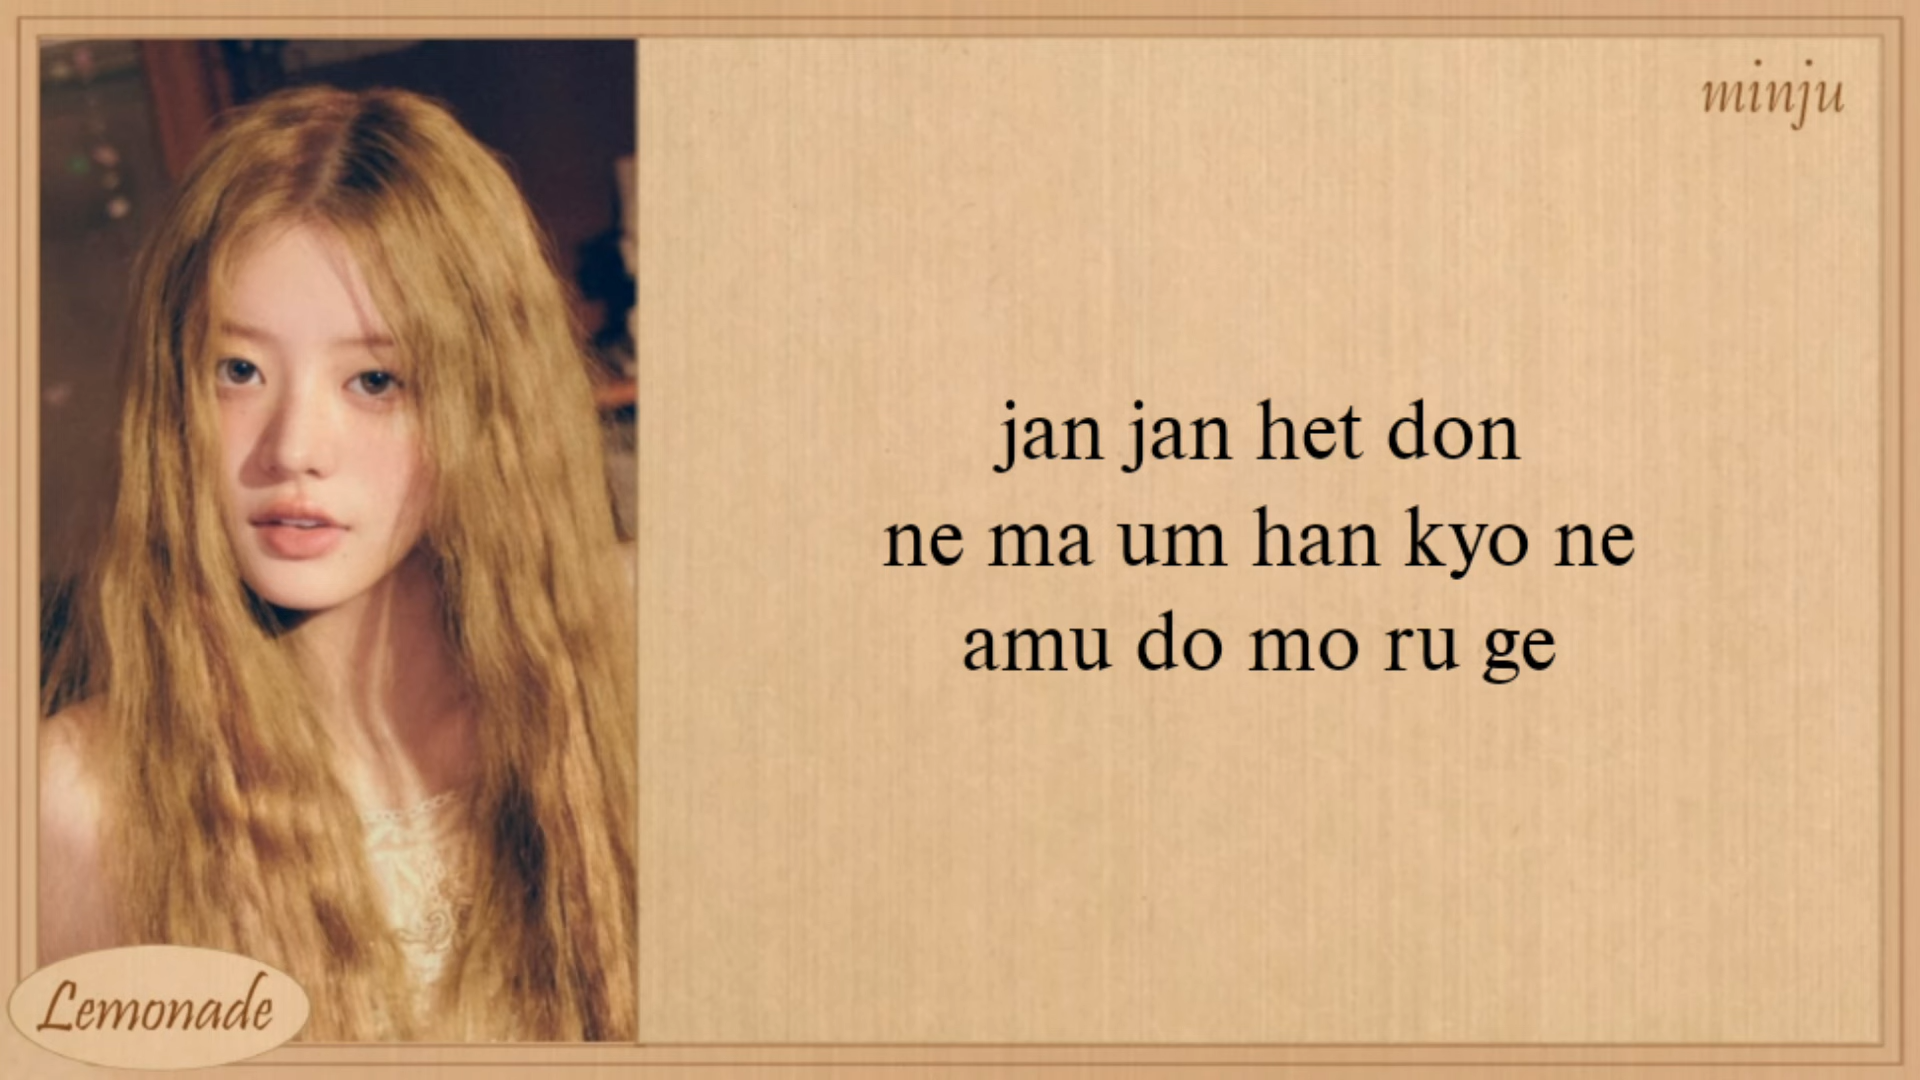 minju
jan jan het don
ne ma um han kyo ne
amu do mo ru ge
Lemonade